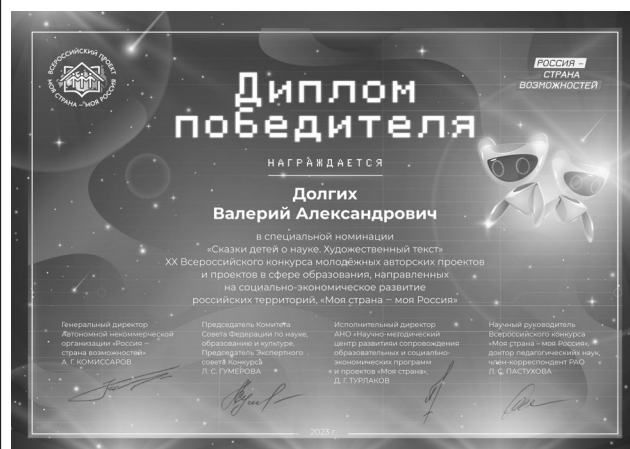 ВСЕРОССИЙСКИЙ ПРОЕКТ
МОЯ СТРАНА – МОЯ РОССИЯ
РОССИЯ –
СТРАНА
ВОЗМОЖНОСТЕЙ
Диплом
победителя
НАГРАЖДАЕТСЯ
Долгих
Валерий Александрович
в специальной номинации
«Сказки детей о науке. Художественный текст»
XX Всероссийского конкурса молодёжных авторских проектов
и проектов в сфере образования, направленных
на социально-экономическое развитие
российских территорий, «Моя страна – моя Россия»
Генеральный директор
Автономной некоммерческой
организации «Россия –
страна возможностей»
А. Г. КОМИССАРОВ
Председатель Комитета
Совета Федерации по науке,
образованию и культуре,
Председатель Экспертного
совета Конкурса
Л. С. ГУМЕРОВА
Исполнительный директор
АНО «Научно-методический
центр развития сопровождения
образовательных и социально-
экономических программ
и проектов «Моя страна»,
Д. Г. ТУРЛАКОВ
Научный руководитель
Всероссийского конкурса
«Моя страна – моя Россия»,
доктор педагогических наук,
член-корреспондент РАО
Л. С. ПАСТУХОВА
2023 г.